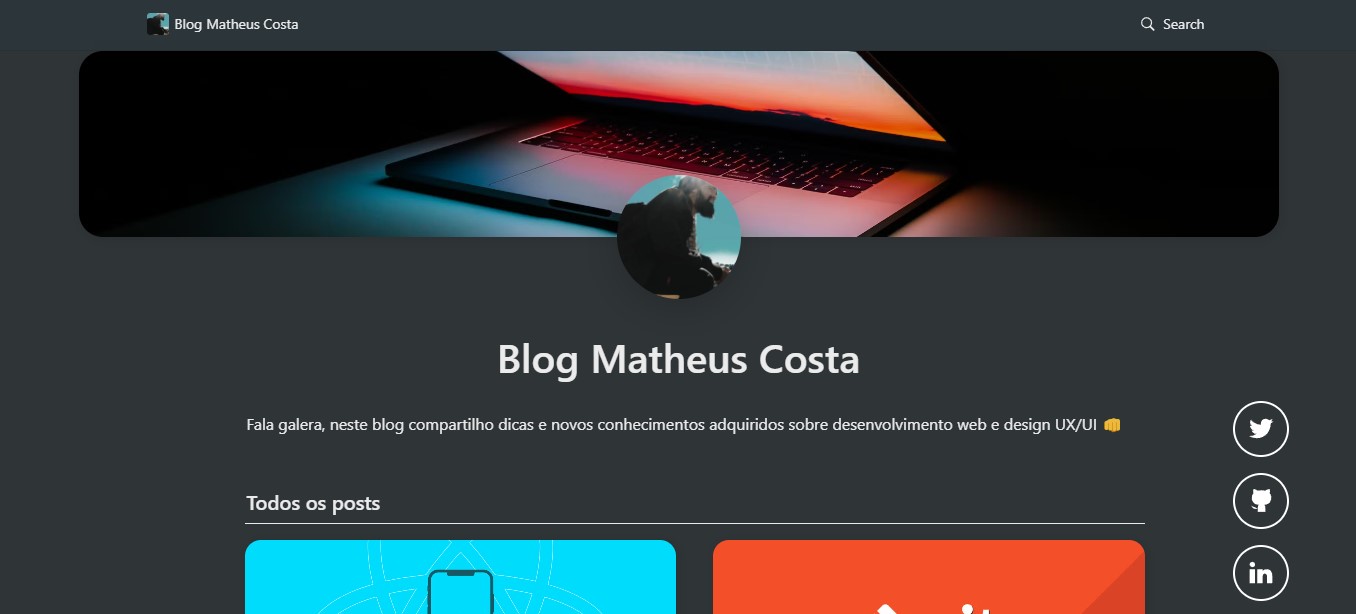 Blog Matheus Costa
Search
Blog Matheus Costa
Fala galera, neste blog compartilho dicas e novos conhecimentos adquiridos sobre desenvolvimento web e design UX/UI 👊
Todos os posts
in